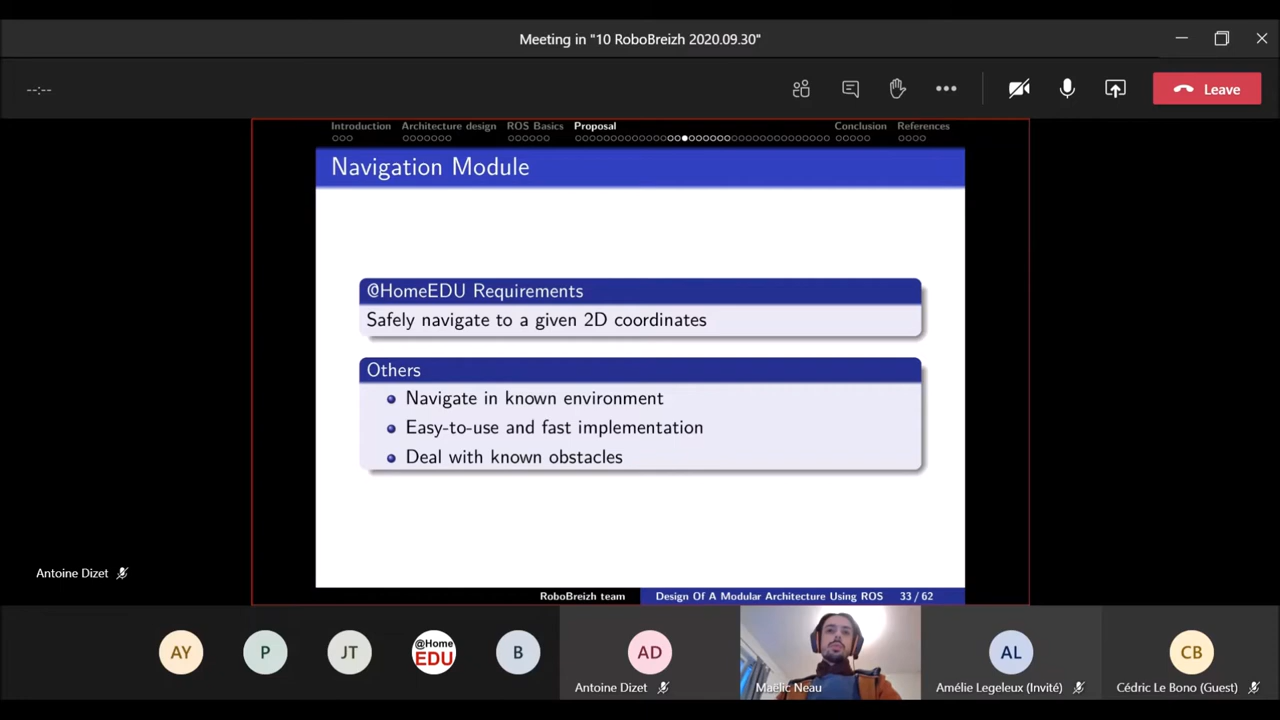 Meeting in "10 RoboBreizh 2020.09.30"
--:--
Leave
Introduction Architecture design ROS Basics Proposal Conclusion References
Navigation Module
@HomeEDU Requirements
Safely navigate to a given 2D coordinates
Others
Navigate in known environment
Easy-to-use and fast implementation
Deal with known obstacles
Antoine Dizet
RoboBreizh team Design Of A Modular Architecture Using ROS 33 / 62
AY P JT @Home EDU B AD AL CB
Antoine Dizet Maëlic Neau Amélie Legeleux (Invité) Cédric Le Bono (Guest)